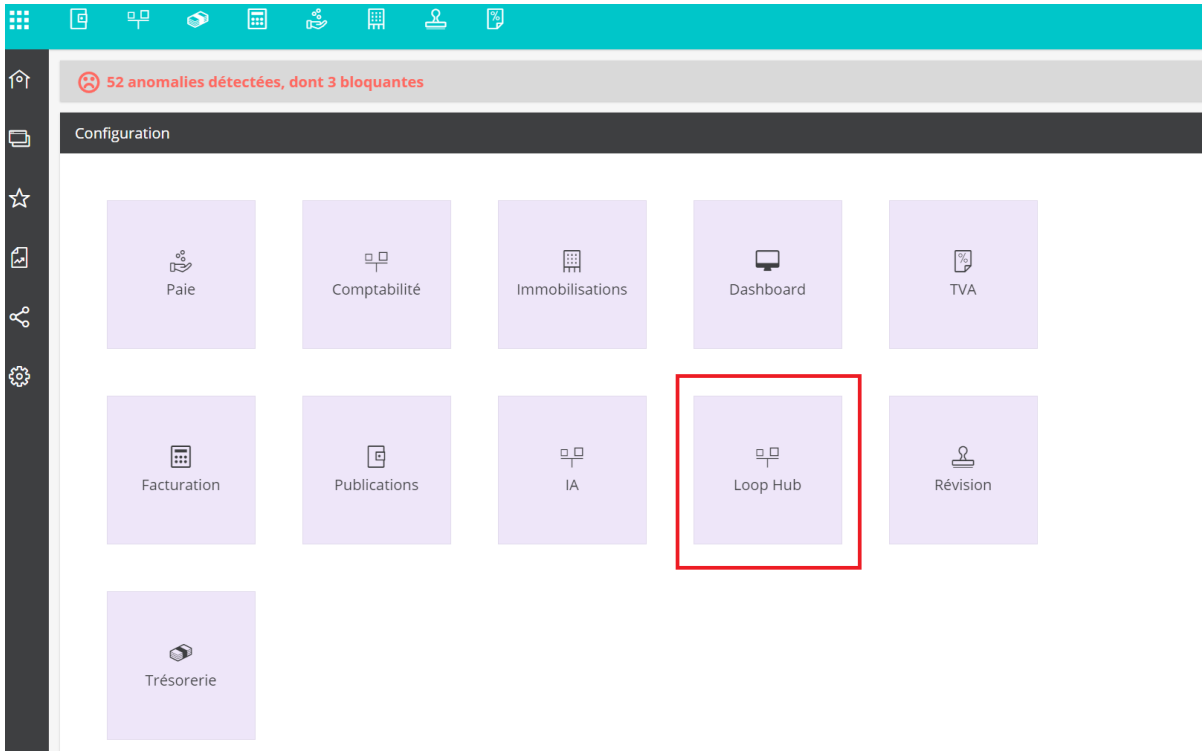 52 anomalies détectées, dont 3 bloquantes
Configuration
Paie
Comptabilité
Immobilisations
Dashboard
TVA
Facturation
Publications
IA
Loop Hub
Révision
Trésorerie